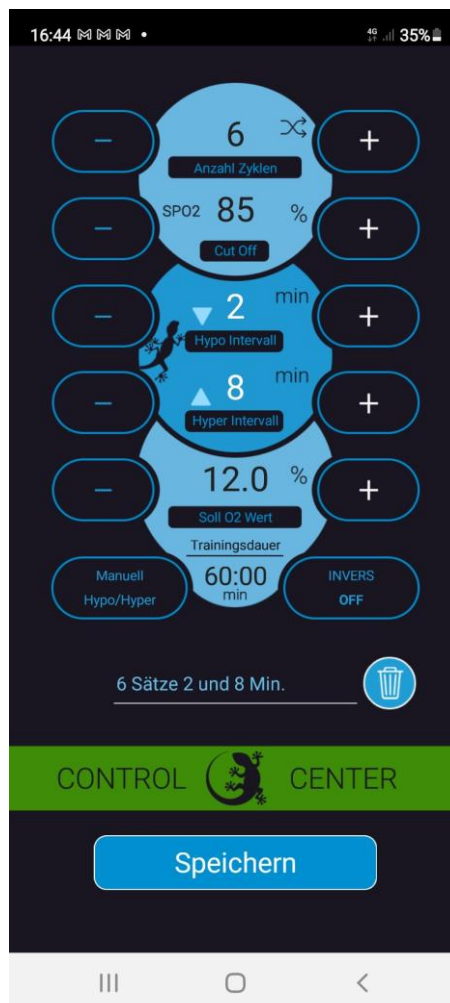 16:44 M M M • 4G 35%
− 6 +
Anzahl Zyklen
− SPO2 85 % +
Cut Off
− 2 min +
Hypo Intervall
− 8 min +
Hyper Intervall
− 12.0 % +
Soll O2 Wert
Trainingsdauer
Manuell 60:00 INVERS
Hypo/Hyper min OFF
6 Sätze 2 und 8 Min.
CONTROL CENTER
Speichern